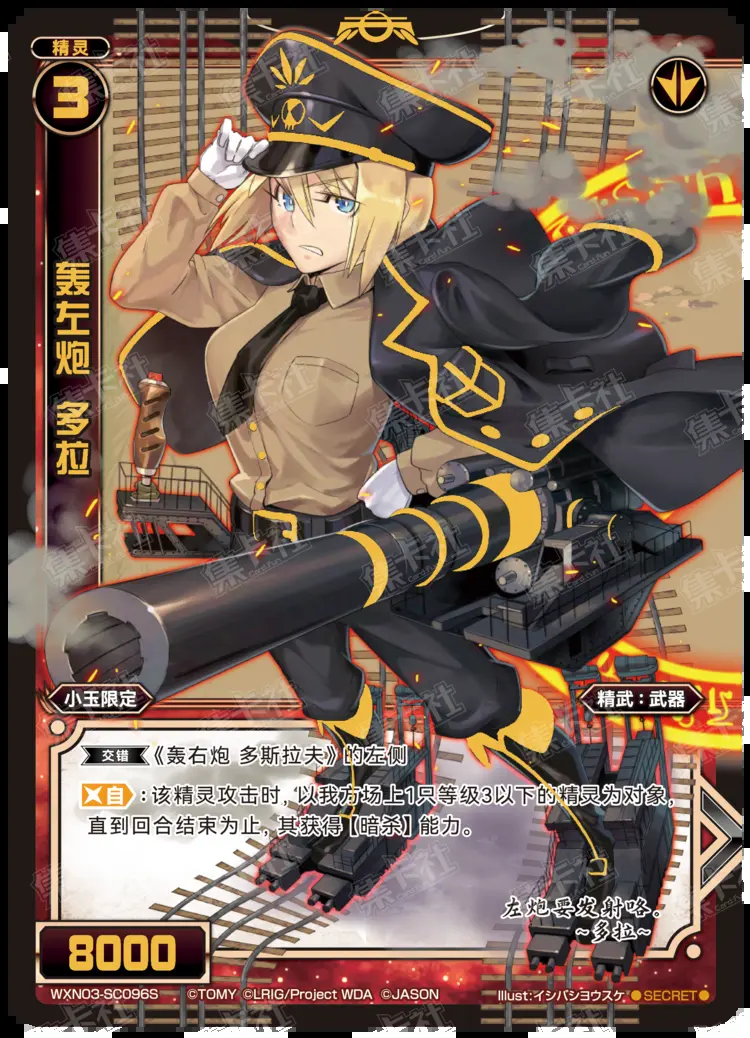 精灵
3
轰左炮 多拉
小玉限定
精武：武器
交错《轰右炮 多斯拉夫》的左侧
自：该精灵攻击时，以我方场上1只等级3以下的精灵为对象，
直到回合结束为止，其获得【暗杀】能力。
左炮要发射咯。
~多拉~
8000
WXN03-SC096S ©TOMY ©LRIG/Project WDA ©JASON Illust:イシバシヨウスケ SECRET
集卡社